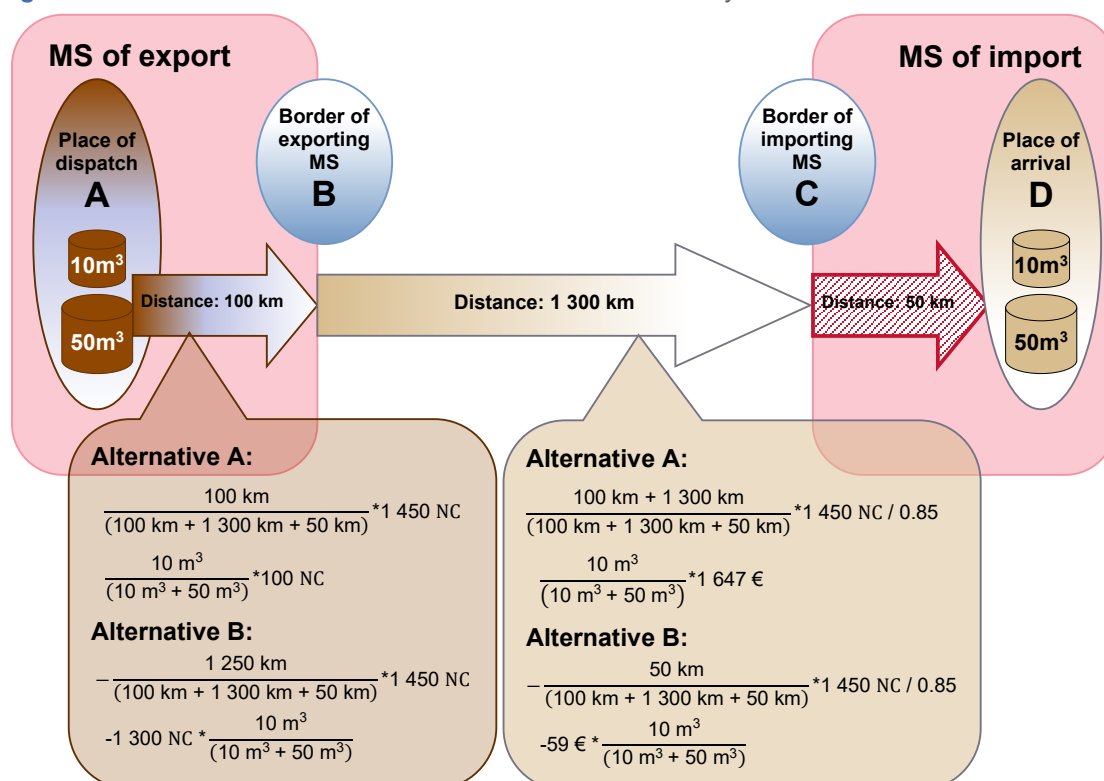 MS of export
MS of import
Place of
dispatch
A
Border of
exporting
MS
B
Border of
importing
MS
C
Place of
arrival
D
10m³
50m³
10m³
50m³
Distance: 100 km
Distance: 1 300 km
Distance: 50 km
Alternative A:
100 km
(100 km + 1 300 km + 50 km) *1 450 NC
10 m³
(10 m³ + 50 m³) *100 NC
Alternative B:
− 1 250 km
(100 km + 1 300 km + 50 km) *1 450 NC
-1 300 NC * 10 m³
(10 m³ + 50 m³)
Alternative A:
100 km + 1 300 km
(100 km + 1 300 km + 50 km) *1 450 NC / 0.85
10 m³
(10 m³ + 50 m³) *1 647 €
Alternative B:
− 50 km
(100 km + 1 300 km + 50 km) *1 450 NC / 0.85
-59 € * 10 m³
(10 m³ + 50 m³)